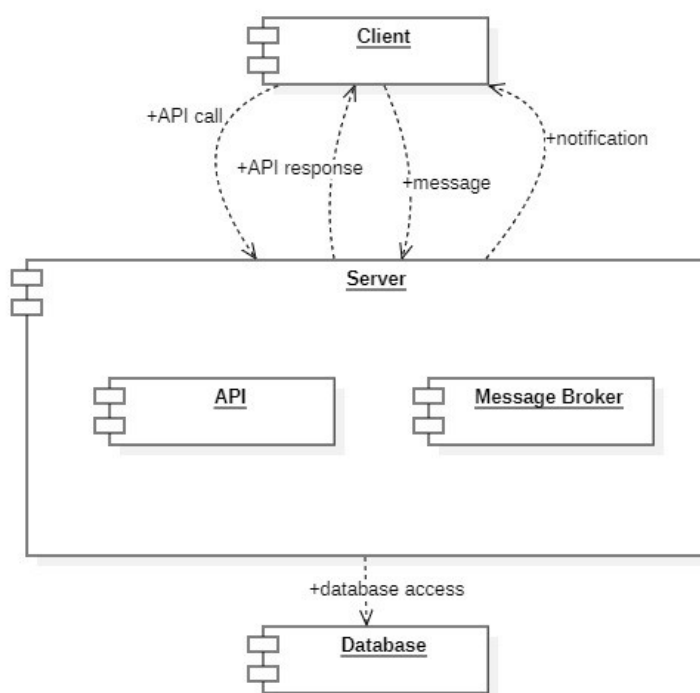 Client
+API call
+notification
+API response
+message
Server
API
Message Broker
+database access
Database